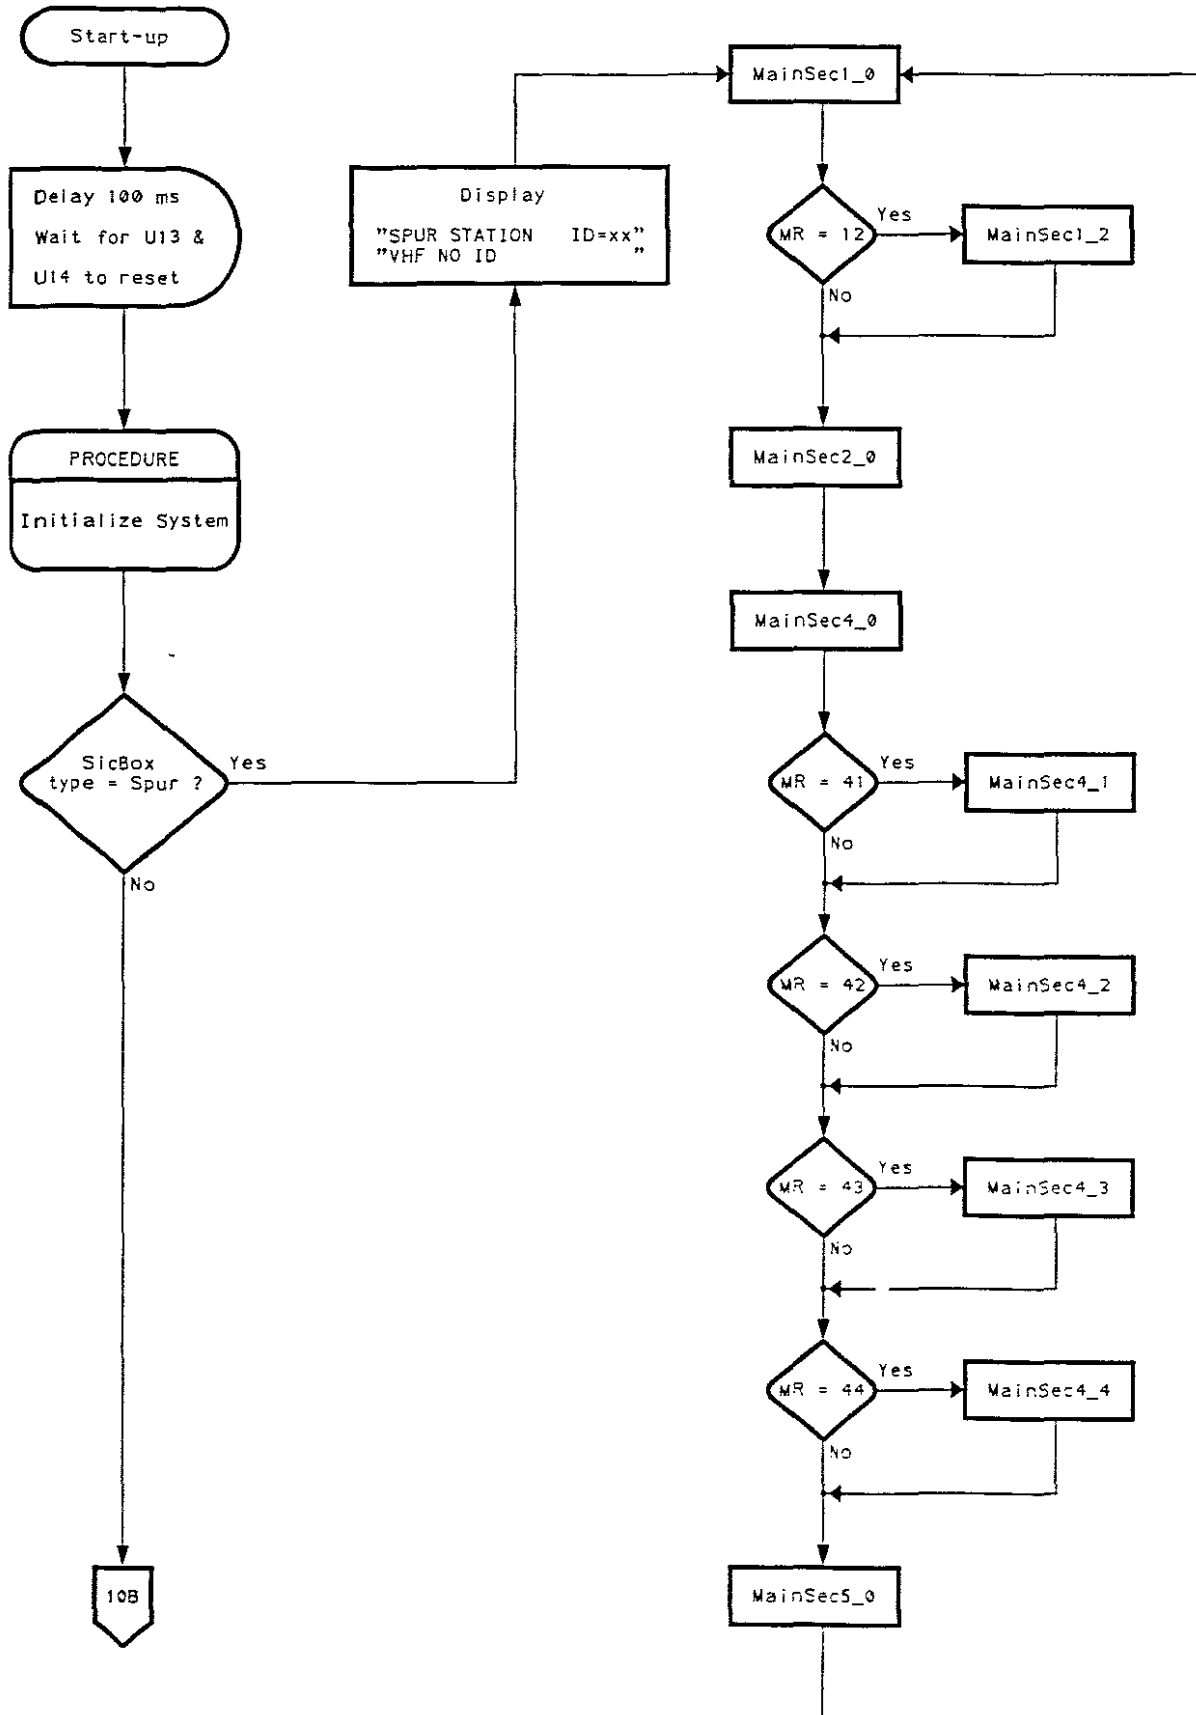 Start-up
Delay 100 ms
Wait for U13 &
U14 to reset
PROCEDURE
Initialize System
SicBox
type = Spur ?
Yes
No
10B
Display
"SPUR STATION    ID=xx"
"VHF NO ID                "
MainSec1_0
MR = 12
Yes
MainSec1_2
No
MainSec2_0
MainSec4_0
MR = 41
Yes
MainSec4_1
No
MR = 42
Yes
MainSec4_2
No
MR = 43
Yes
MainSec4_3
No
MR = 44
Yes
MainSec4_4
No
MainSec5_0